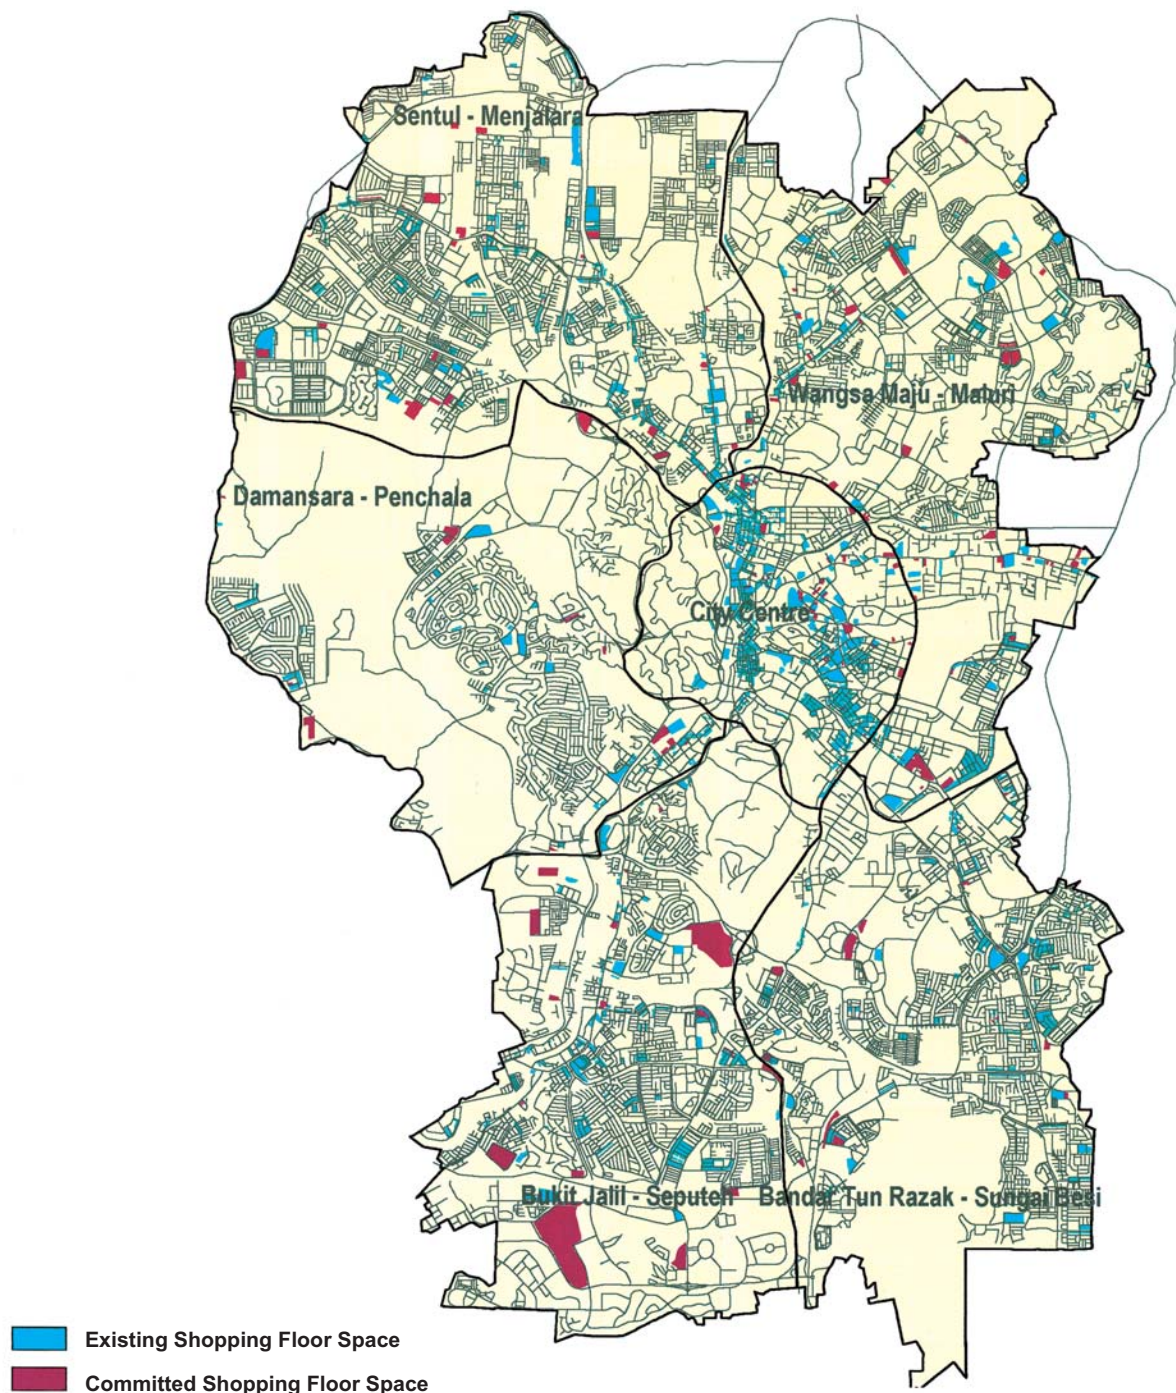 Sentul - Menjalara
Wangsa Maju - Maluri
Damansara - Penchala
City Centre
Bukit Jalil - Seputeh
Bandar Tun Razak - Sungai Besi
Existing Shopping Floor Space
Committed Shopping Floor Space